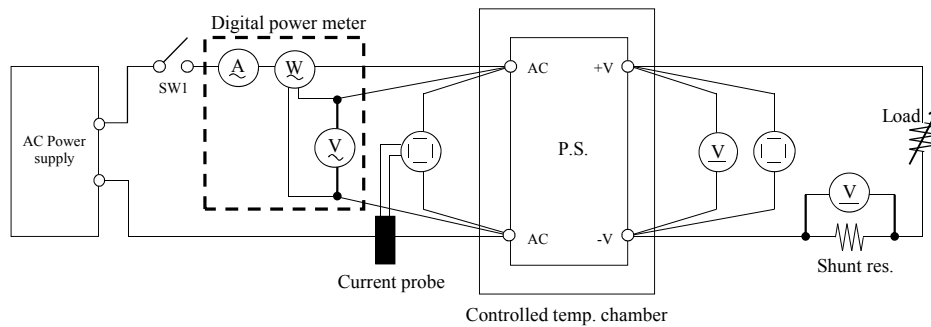 Digital power meter
A
W
SW1
AC
+V
AC Power
supply
V
P.S.
V
Load
V
AC
-V
Shunt res.
Current probe
Controlled temp. chamber